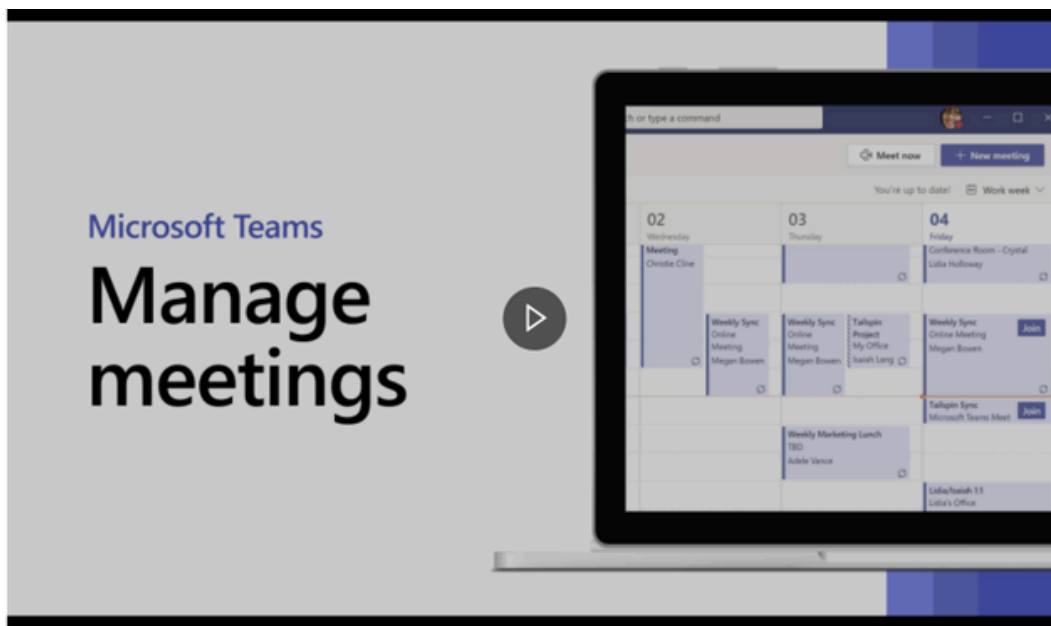 Microsoft Teams
Manage
meetings
ch or type a command
Meet now
+ New meeting
You're up to date!
Work week
02
Wednesday
03
Thursday
04
Friday
Meeting
Christie Cline
Conference Room - Crystal
Lidia Holloway
Weekly Sync
Online
Meeting
Megan Bowen
Weekly Sync
Online
Meeting
Megan Bowen
Tailspin
Project
My Office
Isaiah Lang
Weekly Sync
Online Meeting
Megan Bowen
Join
Tailspin Sync
Microsoft Teams Meet
Join
Weekly Marketing Lunch
TBD
Adele Vance
Lidia/Isaiah 1:1
Lidia's Office